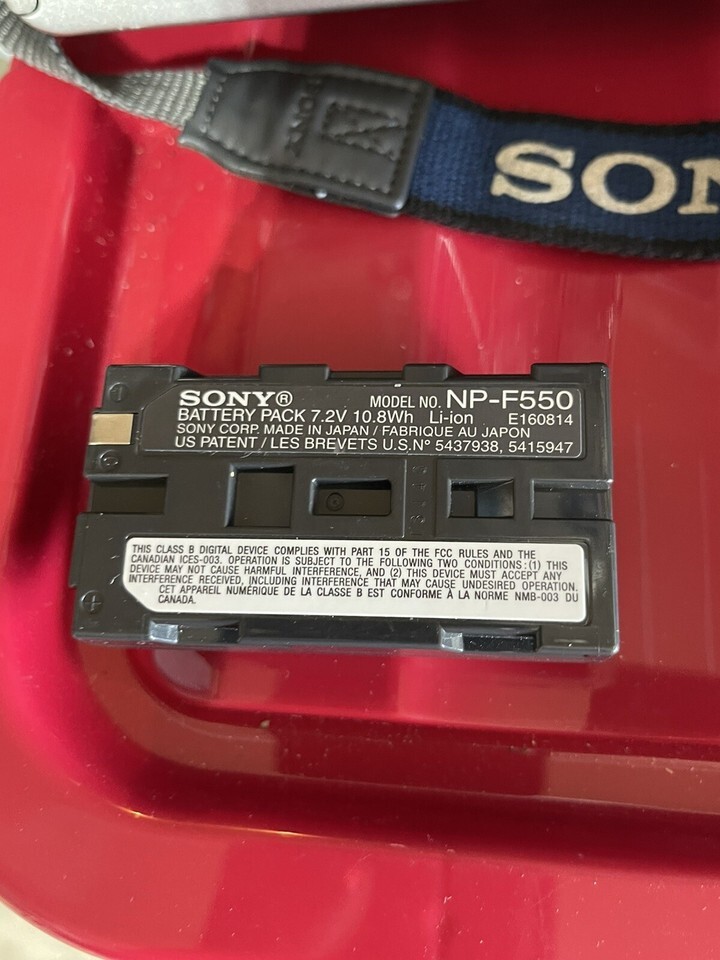 SONY
SON
SONY®
MODEL NO. NP-F550
BATTERY PACK 7.2V 10.8Wh Li-ion E160814
SONY CORP. MADE IN JAPAN / FABRIQUE AU JAPON
US PATENT / LES BREVETS U.S.Nº 5437938, 5415947
THIS CLASS B DIGITAL DEVICE COMPLIES WITH PART 15 OF THE FCC RULES AND THE
CANADIAN ICES-003. OPERATION IS SUBJECT TO THE FOLLOWING TWO CONDITIONS: (1) THIS
DEVICE MAY NOT CAUSE HARMFUL INTERFERENCE, AND (2) THIS DEVICE MUST ACCEPT ANY
INTERFERENCE RECEIVED, INCLUDING INTERFERENCE THAT MAY CAUSE UNDESIRED OPERATION.
CET APPAREIL NUMÉRIQUE DE LA CLASSE B EST CONFORME À LA NORME NMB-003 DU
CANADA.